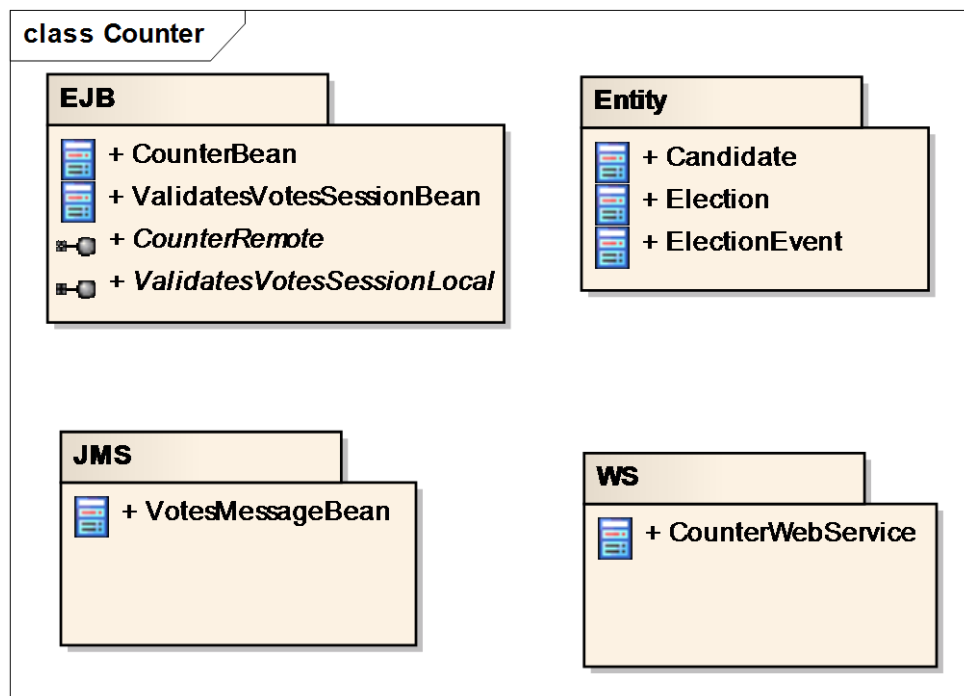 class Counter
EJB
+ CounterBean
+ ValidatesVotesSessionBean
+ CounterRemote
+ ValidatesVotesSessionLocal
Entity
+ Candidate
+ Election
+ ElectionEvent
JMS
+ VotesMessageBean
WS
+ CounterWebService